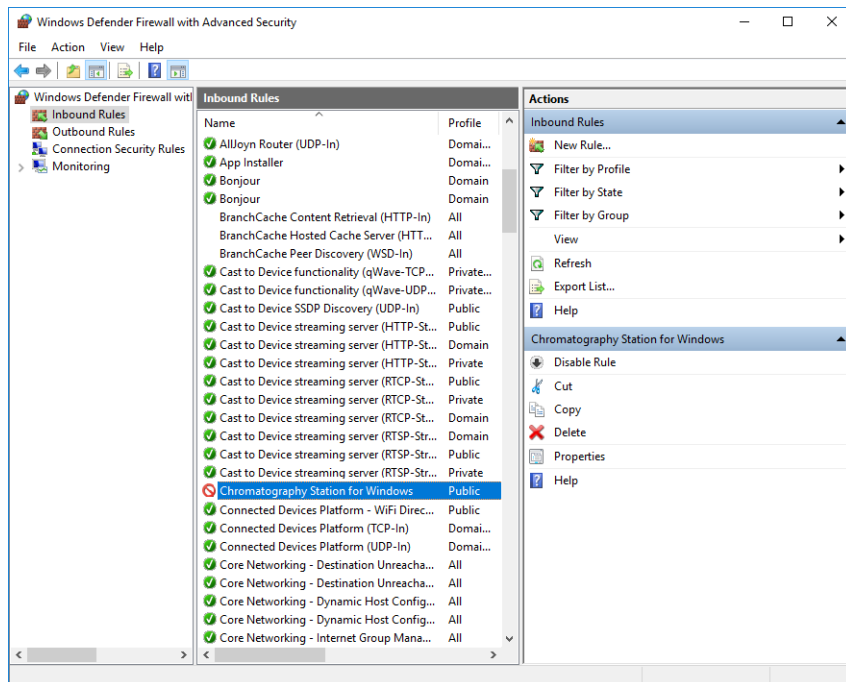 Windows Defender Firewall with Advanced Security
File Action View Help
Windows Defender Firewall witl
Inbound Rules
Outbound Rules
Connection Security Rules
Monitoring
Inbound Rules
Name Profile
AllJoyn Router (UDP-In) Domai...
App Installer Domai...
Bonjour Domain
Bonjour Domain
BranchCache Content Retrieval (HTTP-In) All
BranchCache Hosted Cache Server (HTT... All
BranchCache Peer Discovery (WSD-In) All
Cast to Device functionality (qWave-TCP... Private...
Cast to Device functionality (qWave-UDP... Private...
Cast to Device SSDP Discovery (UDP-In) Public
Cast to Device streaming server (HTTP-St... Public
Cast to Device streaming server (HTTP-St... Domain
Cast to Device streaming server (HTTP-St... Private
Cast to Device streaming server (RTCP-St... Public
Cast to Device streaming server (RTCP-St... Private
Cast to Device streaming server (RTCP-St... Domain
Cast to Device streaming server (RTSP-Str... Domain
Cast to Device streaming server (RTSP-Str... Public
Cast to Device streaming server (RTSP-Str... Private
Chromatography Station for Windows Public
Connected Devices Platform - WiFi Direc... Public
Connected Devices Platform (TCP-In) Domai...
Connected Devices Platform (UDP-In) Domai...
Core Networking - Destination Unreacha... All
Core Networking - Destination Unreacha... All
Core Networking - Dynamic Host Config... All
Core Networking - Dynamic Host Config... All
Core Networking - Internet Group Mana... All
Actions
Inbound Rules
New Rule...
Filter by Profile
Filter by State
Filter by Group
View
Refresh
Export List...
Help
Chromatography Station for Windows
Disable Rule
Cut
Copy
Delete
Properties
Help